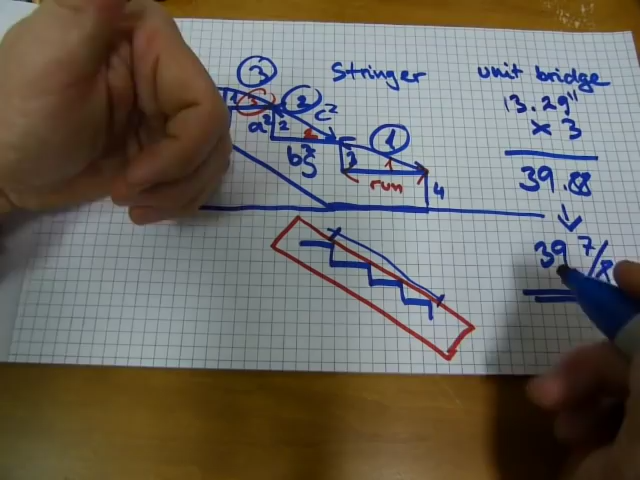 Stringer
unit bridge
13.29"
x 3
39.88
39 7/8
3
2
c²
a²
2
b²
1
3
1
run
4